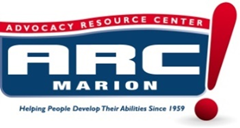 ADVOCACY RESOURCE CENTER
ARC
MARION
Helping People Develop Their Abilities Since 1959